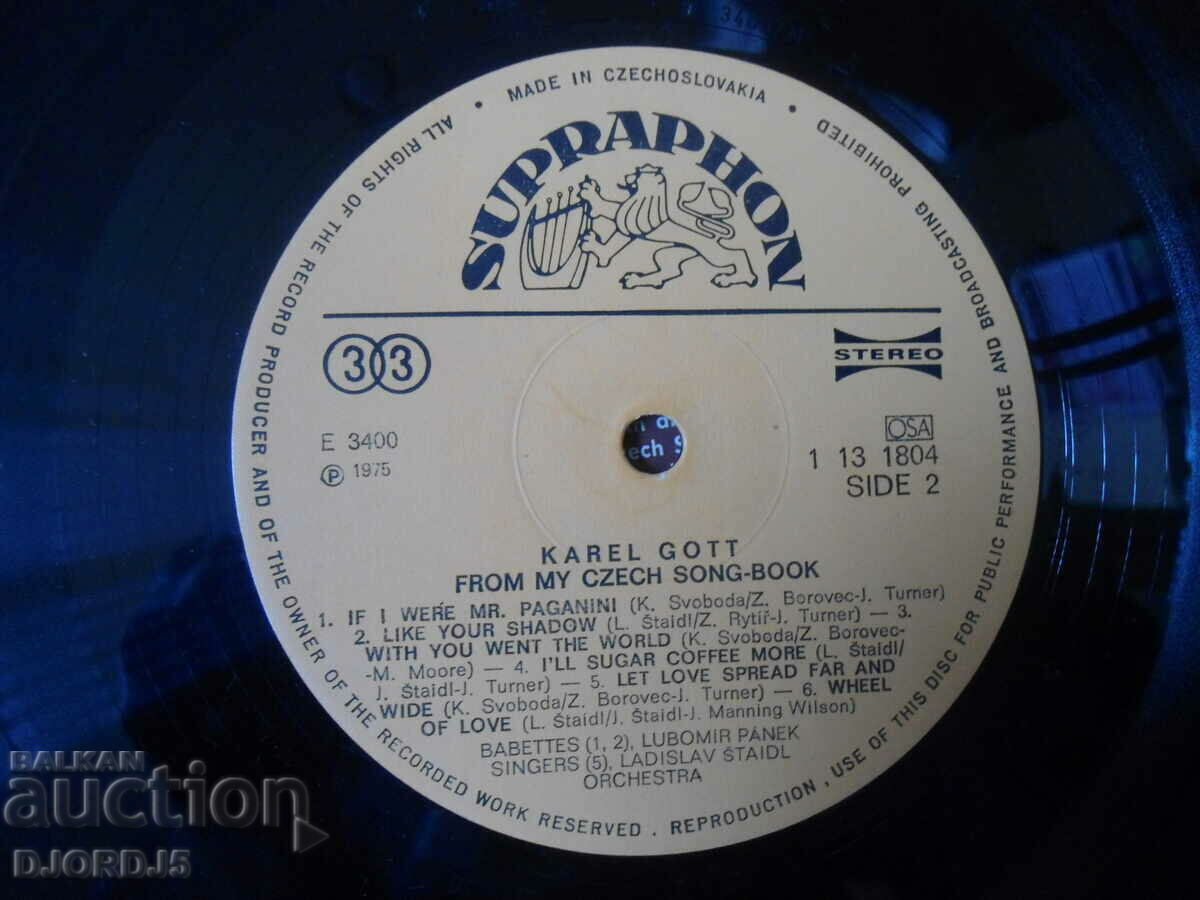 MADE IN CZECHOSLOVAKIA
ALL RIGHTS OF THE RECORD PRODUCER AND OF THE OWNER OF THE RECORDED WORK RESERVED . REPRODUCTION , USE OF THIS DISC FOR PUBLIC PERFORMANCE AND BROADCASTING PROHIBITED
SUPRAPHON
33
STEREO
E 3400
℗ 1975
OSA
1 13 1804
SIDE 2
ech S
KAREL GOTT
FROM MY CZECH SONG-BOOK
1. IF I WERE MR. PAGANINI (K. Svoboda/Z. Borovec-J. Turner)
2. LIKE YOUR SHADOW (L. Štaidl/Z. Rytíř-J. Turner) — 3.
WITH YOU WENT THE WORLD (K. Svoboda/Z. Borovec-
-M. Moore) — 4. I'LL SUGAR COFFEE MORE (L. Štaidl/
J. Štaidl-J. Turner) — 5. LET LOVE SPREAD FAR AND
WIDE (K. Svoboda/Z. Borovec-J. Turner) — 6. WHEEL
OF LOVE (L. Štaidl/J. Štaidl-J. Manning Wilson)
BABETTES (1, 2), LUBOMÍR PÁNEK
SINGERS (5), LADISLAV ŠTAIDL
ORCHESTRA
BALKAN
auction
DJORDJ5